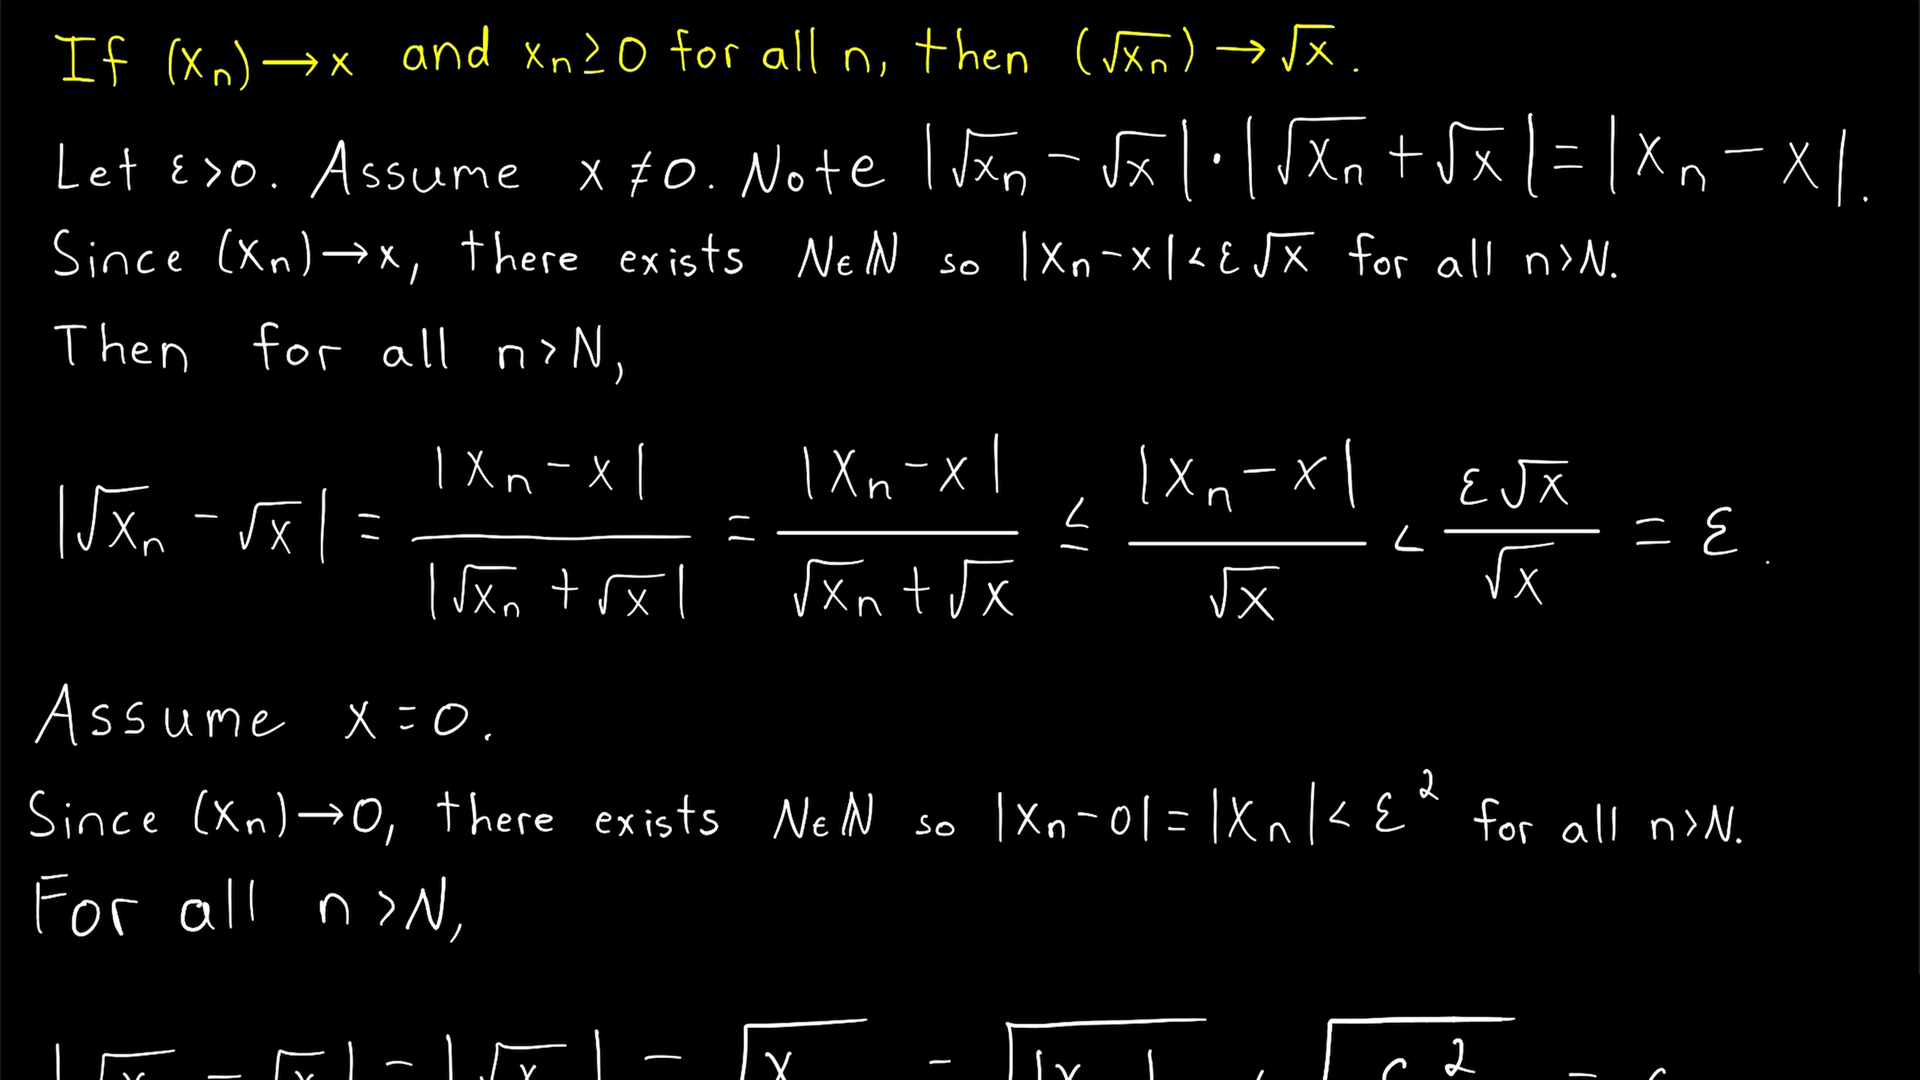 If (xₙ)→x and xₙ≥0 for all n, then (√xₙ)→√x.
Let ε>0. Assume x≠0. Note |√xₙ - √x|·|√xₙ + √x| = |xₙ - x|.
Since (xₙ)→x, there exists N∈ℕ so |xₙ-x|<ε√x for all n>N.
Then for all n>N,
|√xₙ - √x| = |xₙ - x| / |√xₙ + √x| = |xₙ - x| / (√xₙ + √x) ≤ |xₙ - x| / √x < ε√x / √x = ε.
Assume x=0.
Since (xₙ)→0, there exists N∈ℕ so |xₙ-0| = |xₙ| < ε² for all n>N.
For all n>N,